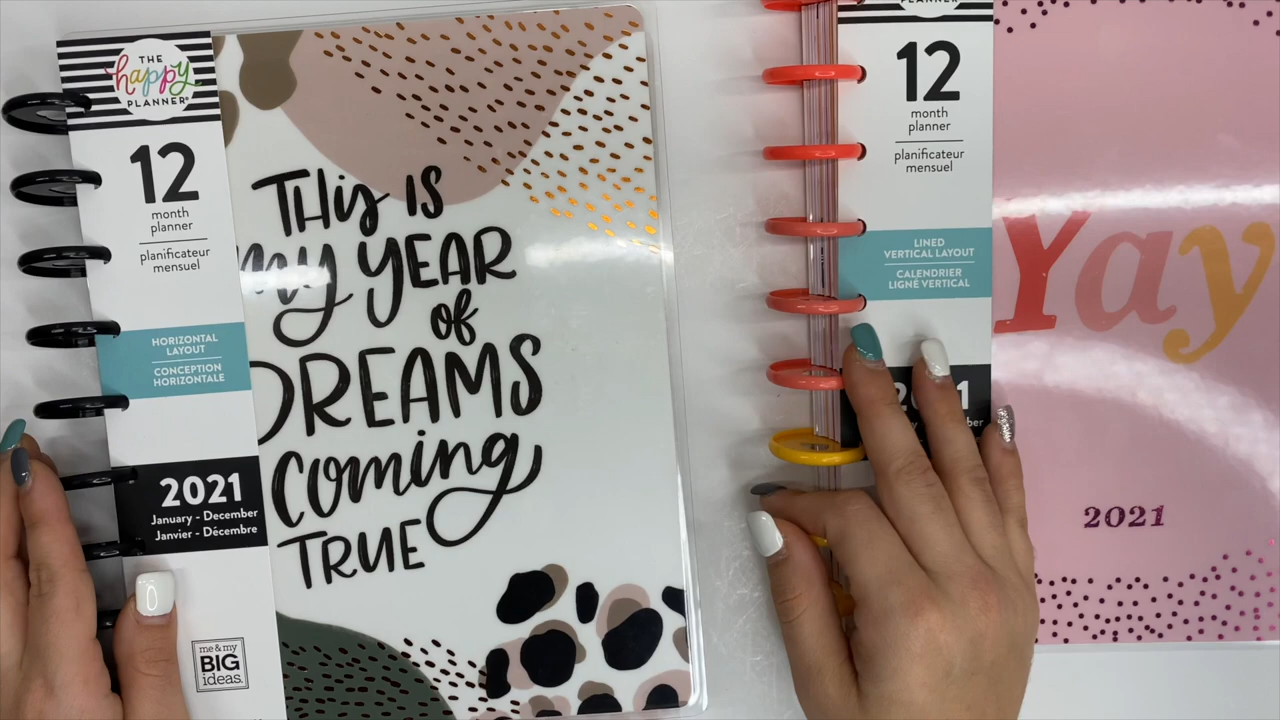 THE
happy
PLANNER
12
month
planner
planificateur
mensuel
HORIZONTAL
LAYOUT
CONCEPTION
HORIZONTALE
2021
January - December
Janvier - Décembre
me & my
BIG
ideas.
THis is
my YEAR
of
DREAMS
coming
TRUE
PLANNER
12
month
planner
planificateur
mensuel
LINED
VERTICAL LAYOUT
CALENDRIER
LIGNÉ VERTICAL
Yay
2021